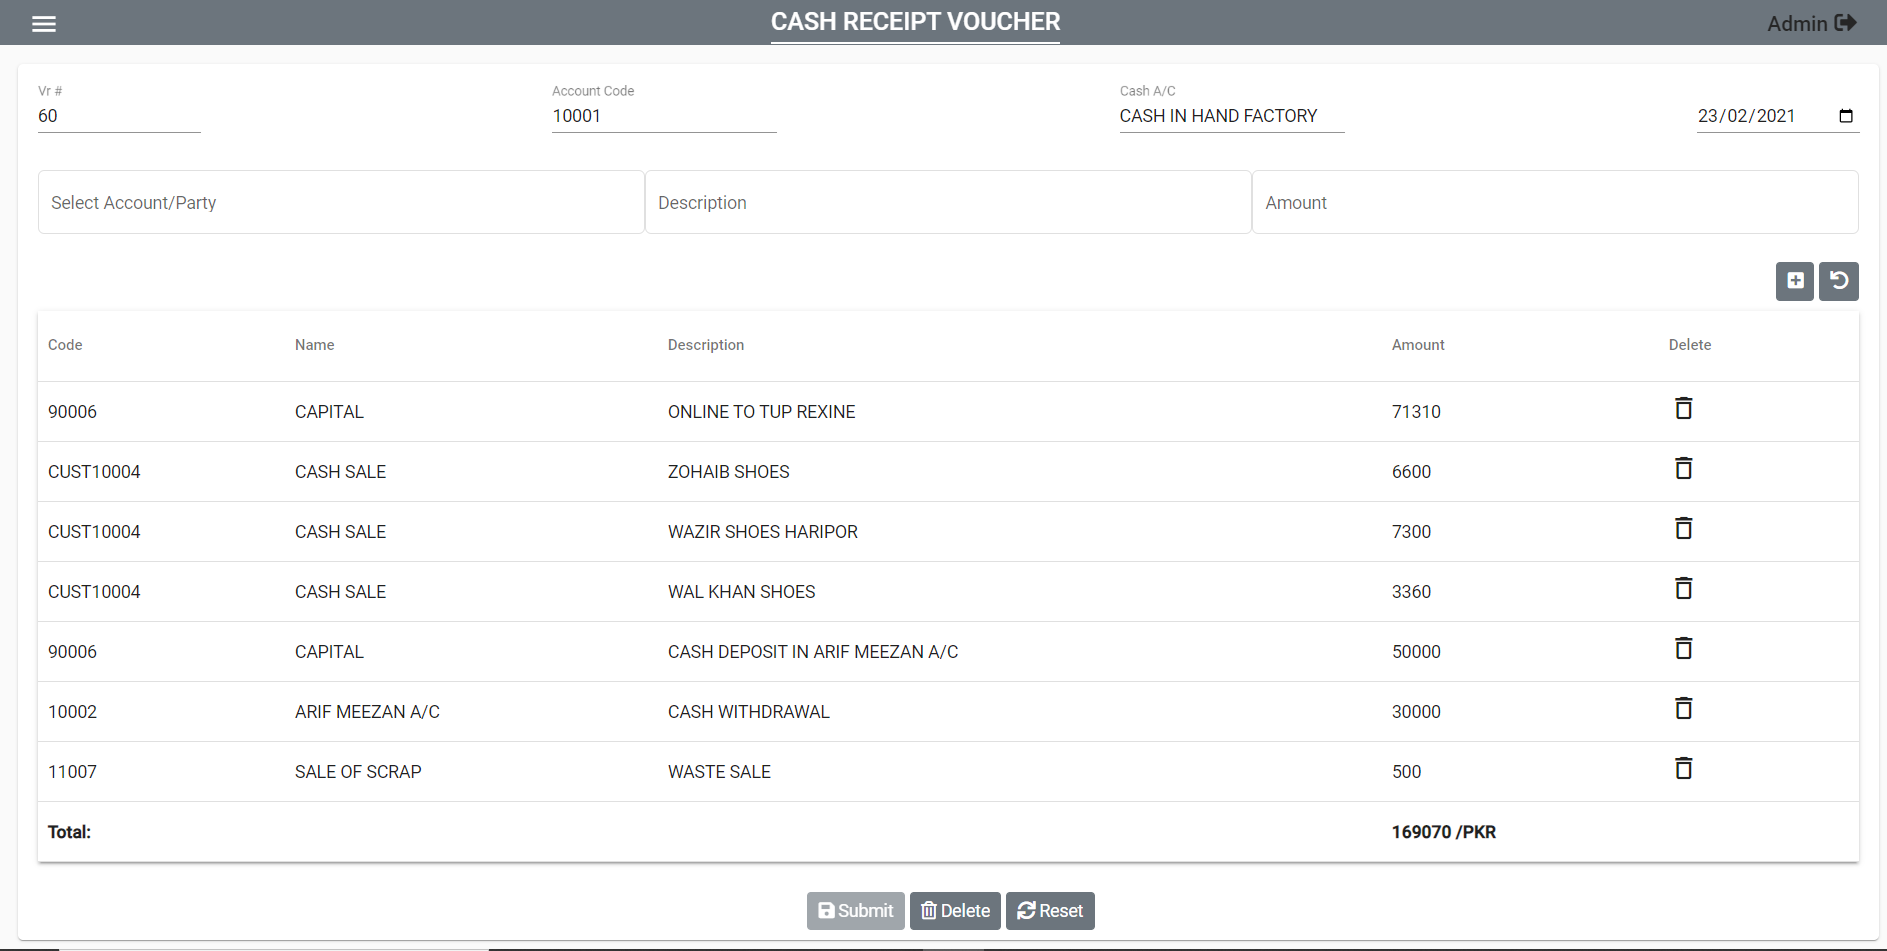 CASH RECEIPT VOUCHER
Admin
Vr #
Account Code
Cash A/C
60
10001
CASH IN HAND FACTORY
23/02/2021
Select Account/Party
Description
Amount
Code Name Description Amount Delete
90006 CAPITAL ONLINE TO TUP REXINE 71310
CUST10004 CASH SALE ZOHAIB SHOES 6600
CUST10004 CASH SALE WAZIR SHOES HARIPOR 7300
CUST10004 CASH SALE WAL KHAN SHOES 3360
90006 CAPITAL CASH DEPOSIT IN ARIF MEEZAN A/C 50000
10002 ARIF MEEZAN A/C CASH WITHDRAWAL 30000
11007 SALE OF SCRAP WASTE SALE 500
Total: 169070 /PKR
Submit Delete Reset